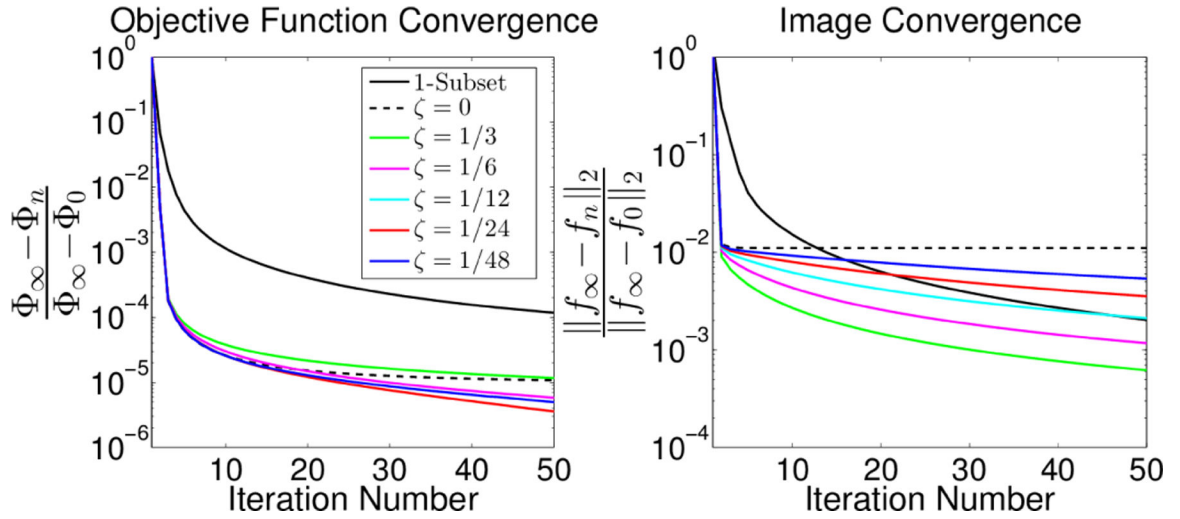 Objective Function Convergence
10^0
10^-1
10^-2
10^-3
10^-4
10^-5
10^-6
Φ∞ − Φn
Φ∞ − Φ0
1-Subset
ζ = 0
ζ = 1/3
ζ = 1/6
ζ = 1/12
ζ = 1/24
ζ = 1/48
10 20 30 40 50
Iteration Number
Image Convergence
10^0
10^-1
10^-2
10^-3
10^-4
||f∞ − fn||2
||f∞ − f0||2
10 20 30 40 50
Iteration Number